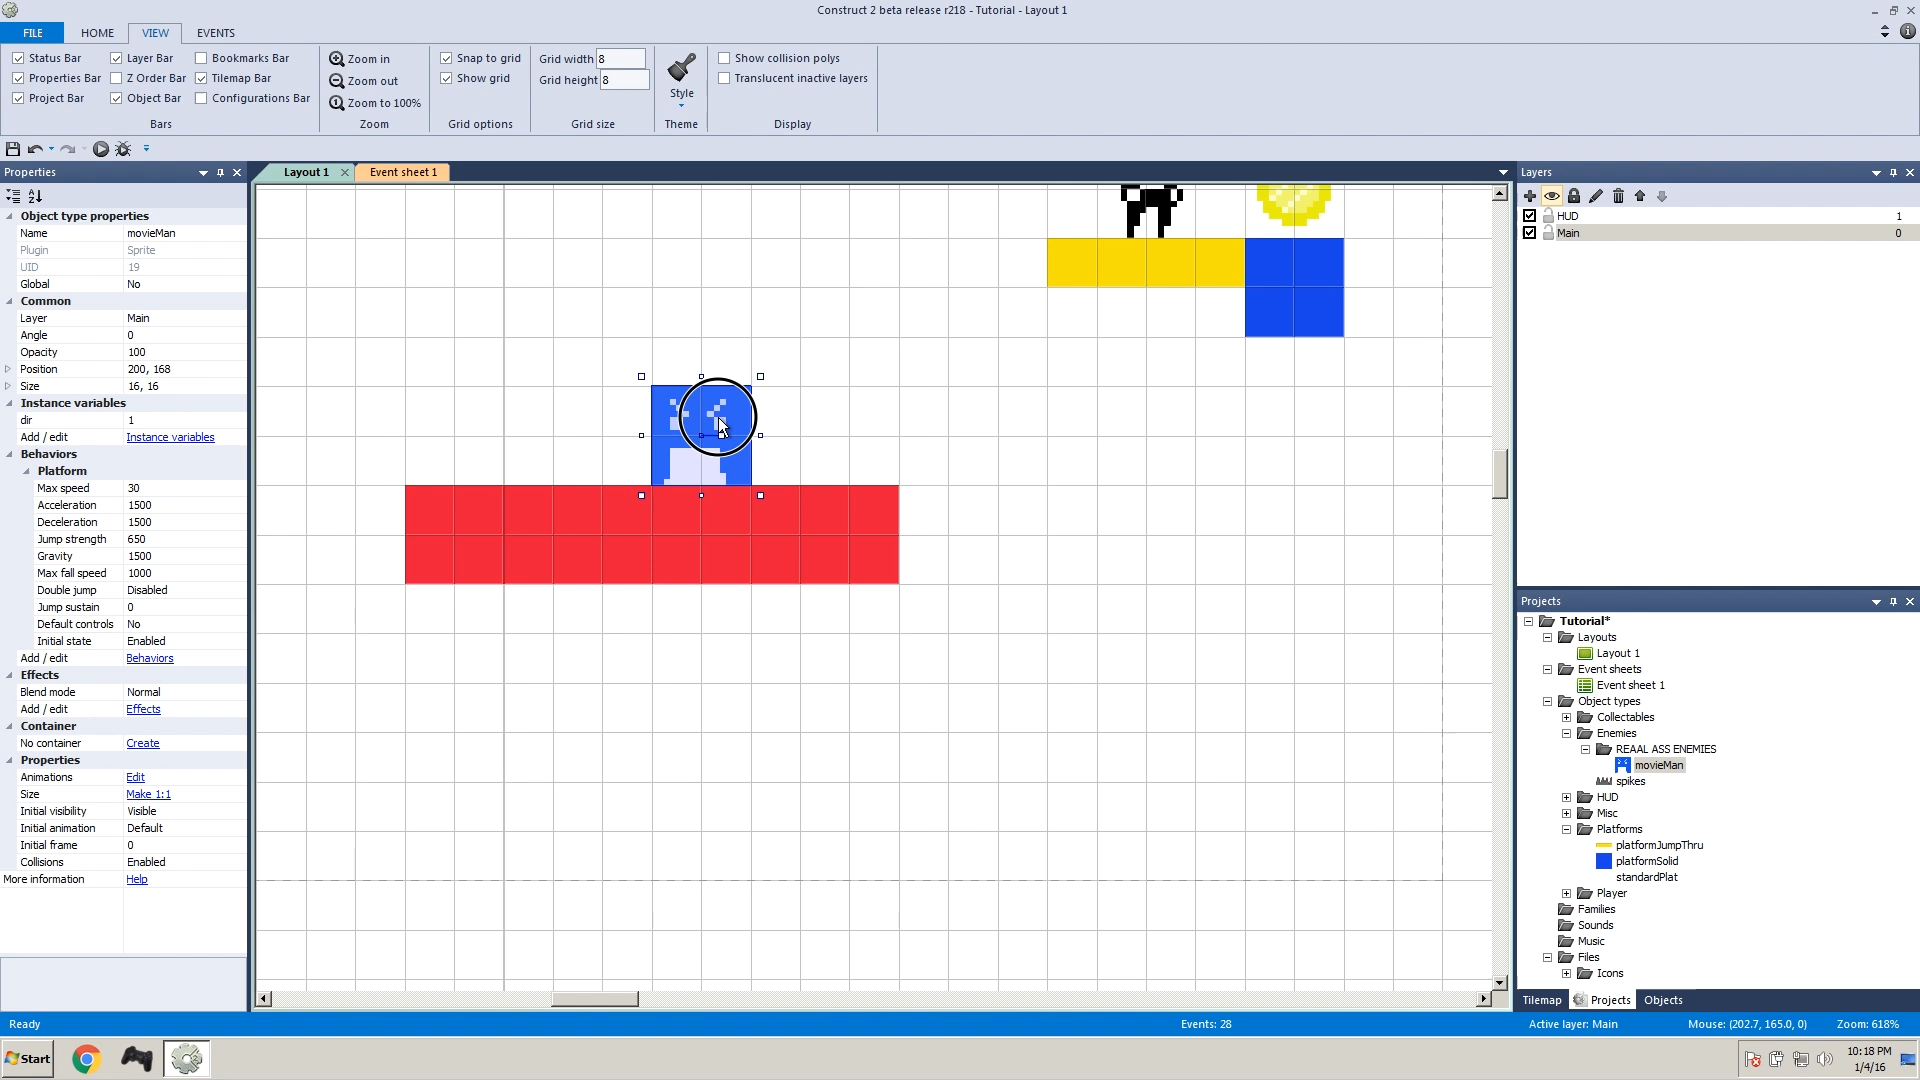 Construct 2 beta release r218 - Tutorial - Layout 1
FILE HOME VIEW EVENTS
Status Bar Layer Bar Bookmarks Bar
Properties Bar Z Order Bar Tilemap Bar
Project Bar Object Bar Configurations Bar
Bars
Zoom in
Zoom out
Zoom to 100%
Zoom
Snap to grid
Show grid
Grid options
Grid width 8
Grid height 8
Grid size
Style
Theme
Show collision polys
Translucent inactive layers
Display
Properties
Object type properties
Name movieMan
Plugin Sprite
UID 19
Global No
Common
Layer Main
Angle 0
Opacity 100
Position 200, 168
Size 16, 16
Instance variables
dir 1
Add / edit Instance variables
Behaviors
Platform
Max speed 30
Acceleration 1500
Deceleration 1500
Jump strength 650
Gravity 1500
Max fall speed 1000
Double jump Disabled
Jump sustain 0
Default controls No
Initial state Enabled
Add / edit Behaviors
Effects
Blend mode Normal
Add / edit Effects
Container
No container Create
Properties
Animations Edit
Size Make 1:1
Initial visibility Visible
Initial animation Default
Initial frame 0
Collisions Enabled
More information Help
Layout 1 Event sheet 1
Layers
HUD 1
Main 0
Projects
Tutorial*
Layouts
Layout 1
Event sheets
Event sheet 1
Object types
Collectables
Enemies
REAAL ASS ENEMIES
movieMan
spikes
HUD
Misc
Platforms
platformJumpThru
platformSolid
standardPlat
Player
Families
Sounds
Music
Files
Icons
Tilemap Projects Objects
Ready Events: 28 Active layer: Main Mouse: (202.7, 165.0, 0) Zoom: 618%
Start 10:18 PM
1/4/16